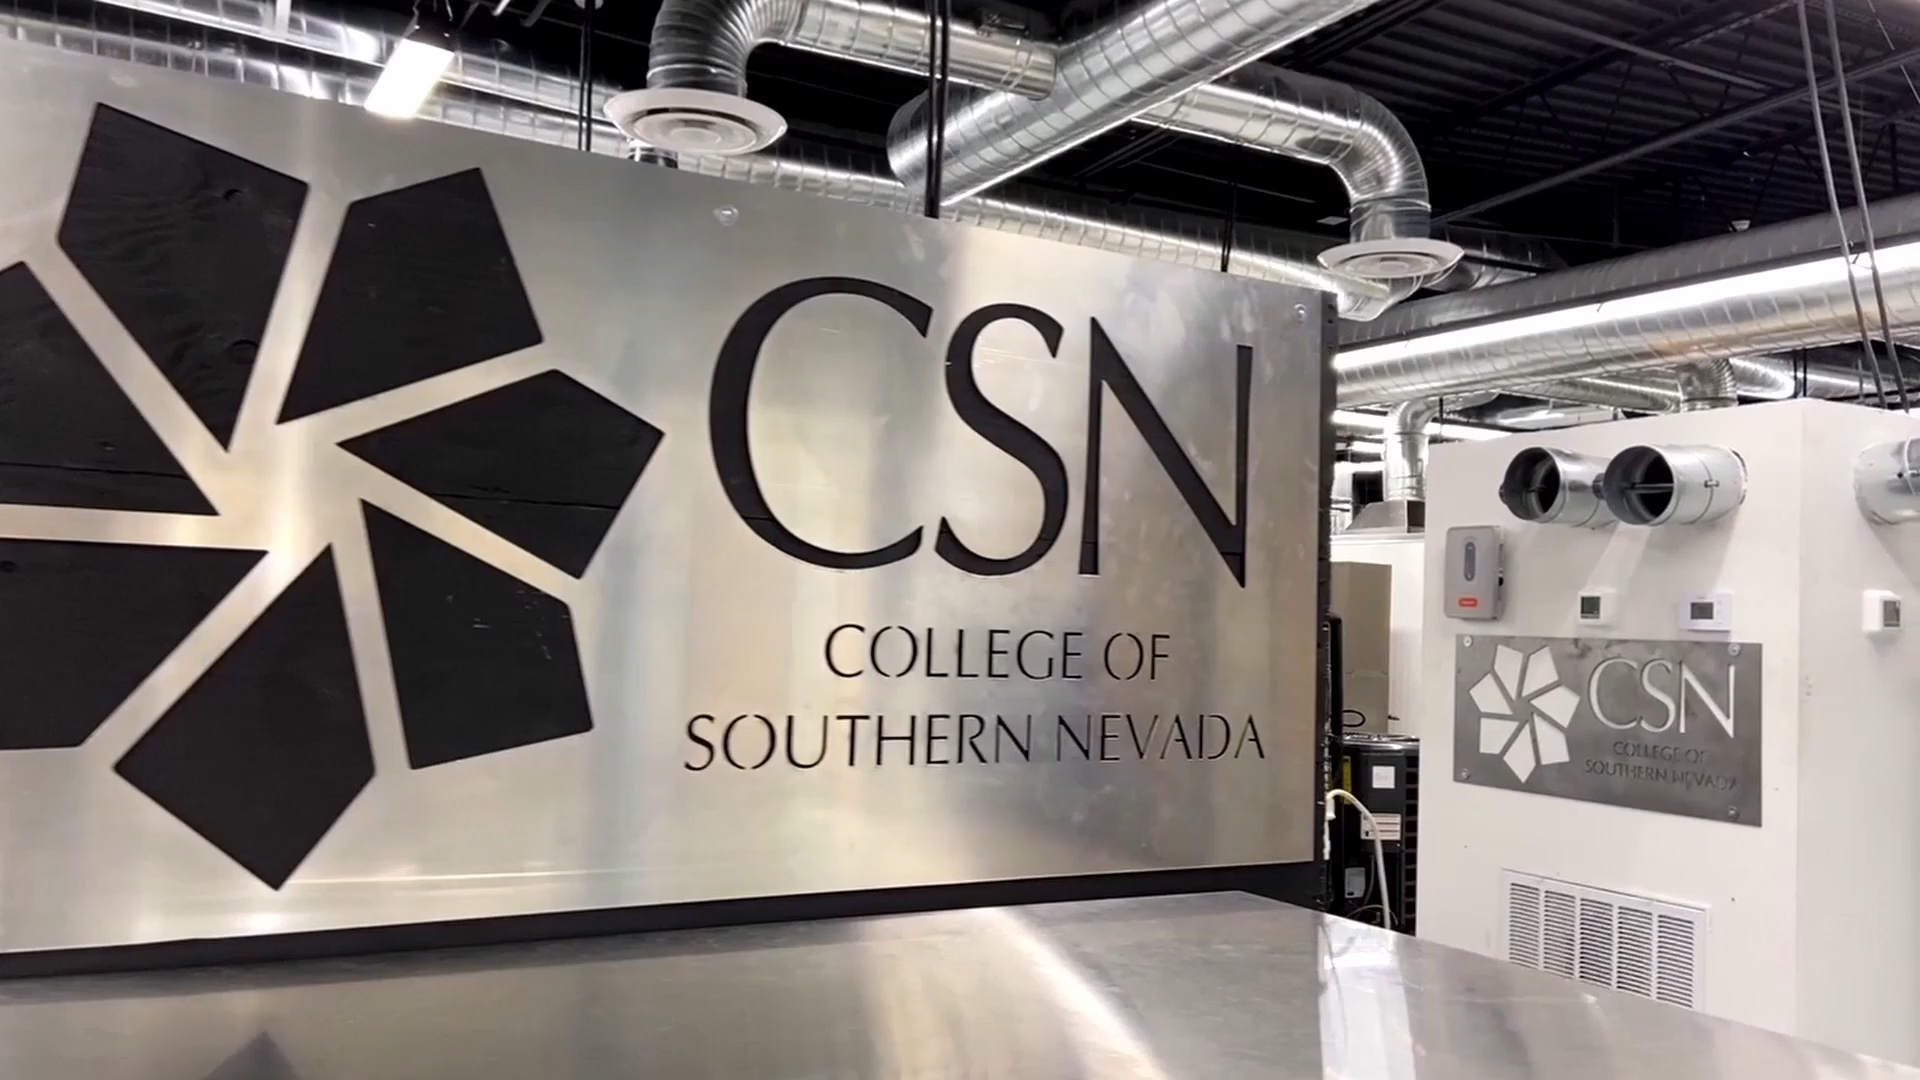 CSN
COLLEGE OF
SOUTHERN NEVADA
CSN
COLLEGE OF
SOUTHERN NEVADA